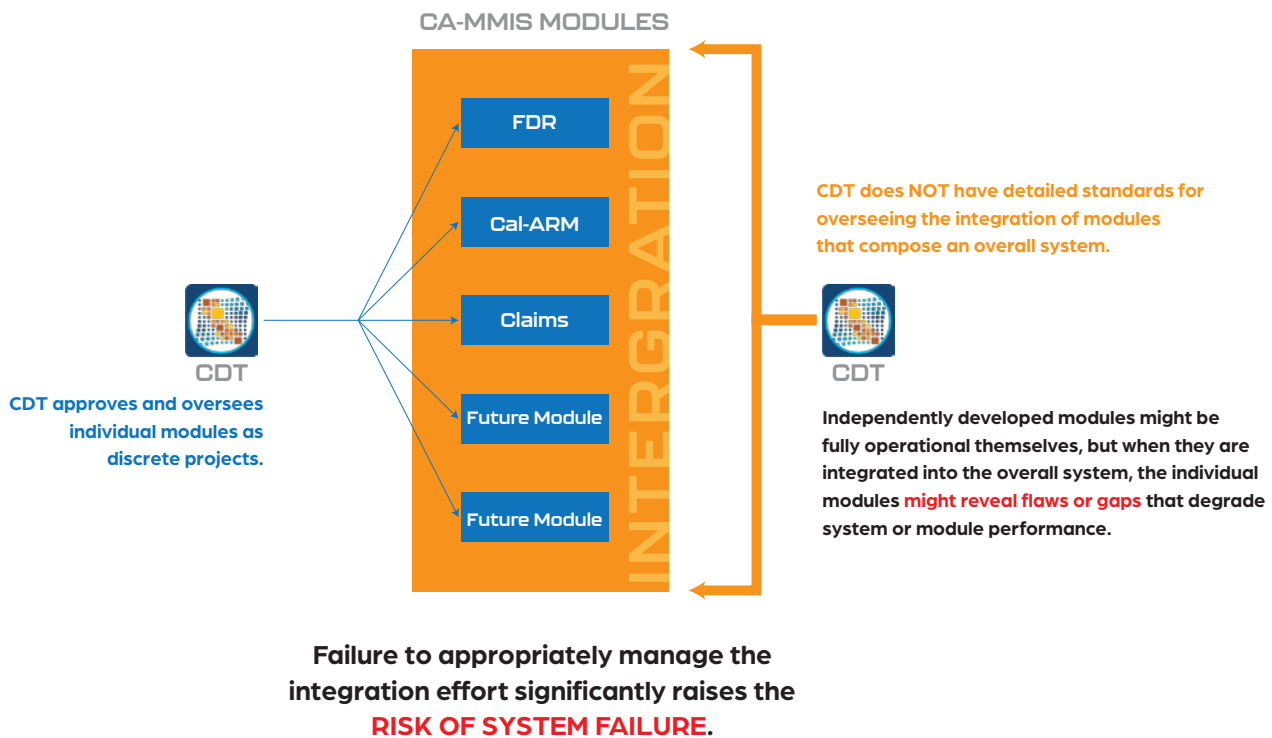 CA-MMIS MODULES
INTERGRATION
FDR
Cal-ARM
Claims
Future Module
Future Module
CDT
CDT approves and oversees
individual modules as
discrete projects.
CDT does NOT have detailed standards for
overseeing the integration of modules
that compose an overall system.
CDT
Independently developed modules might be
fully operational themselves, but when they are
integrated into the overall system, the individual
modules might reveal flaws or gaps that degrade
system or module performance.
Failure to appropriately manage the
integration effort significantly raises the
RISK OF SYSTEM FAILURE.